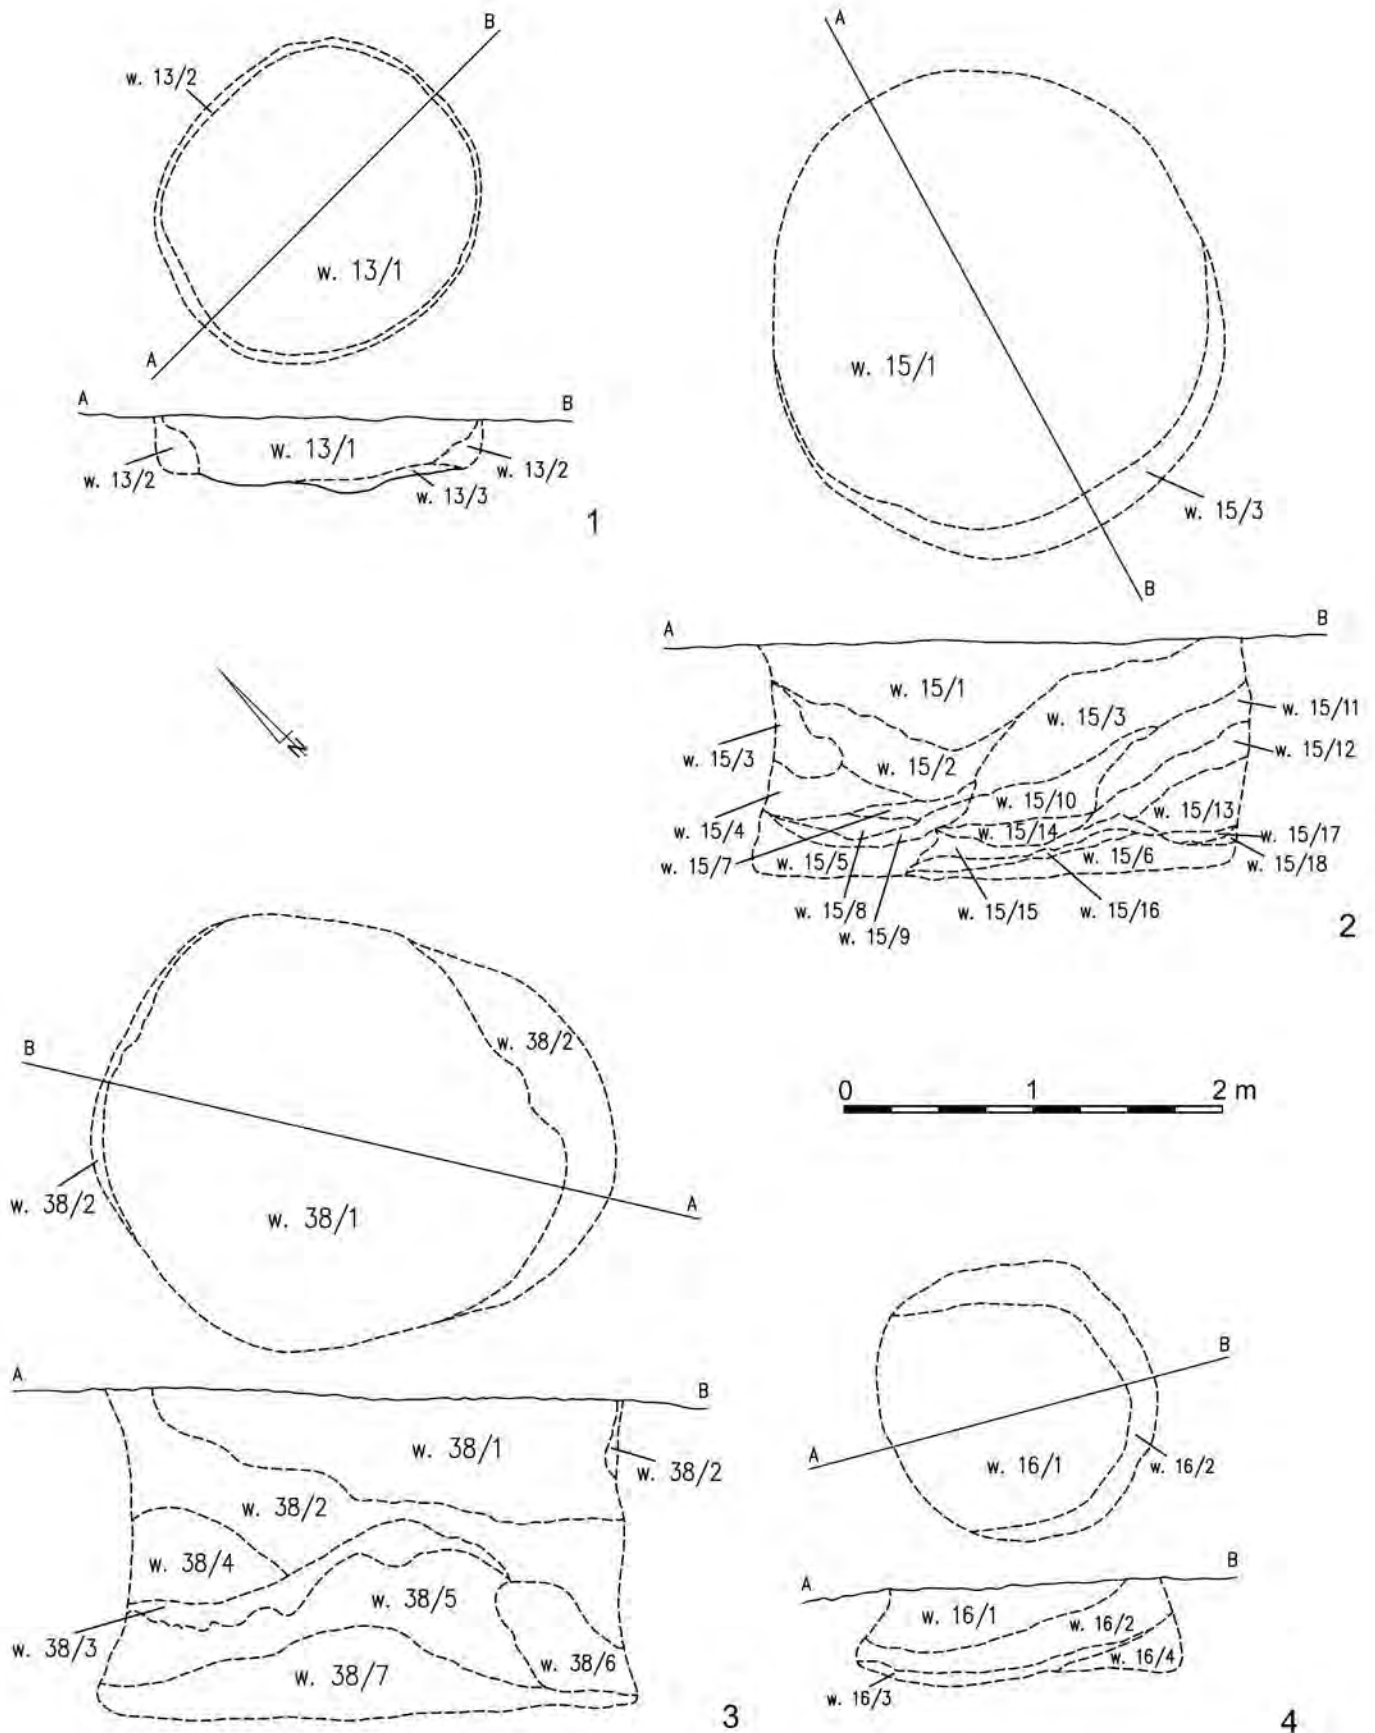 B
w. 13/2
w. 13/1
A
A B
w. 13/1
w. 13/2 w. 13/2
w. 13/3
1
A
w. 15/1
w. 15/3
B
A B
w. 15/1
w. 15/3 w. 15/11
w. 15/3 w. 15/2 w. 15/12
w. 15/10 w. 15/13
w. 15/4 w. 15/14 w. 15/17
w. 15/7 w. 15/5 w. 15/6 w. 15/18
w. 15/8 w. 15/15 w. 15/16
w. 15/9
2
N
w. 38/2
B
w. 38/2 A
w. 38/1
A B
w. 38/1
w. 38/2
w. 38/2
w. 38/4
w. 38/5
w. 38/3 w. 38/6
w. 38/7
3
0 1 2 m
B
A w. 16/1 w. 16/2
A B
w. 16/1 w. 16/2
w. 16/4
w. 16/3
4